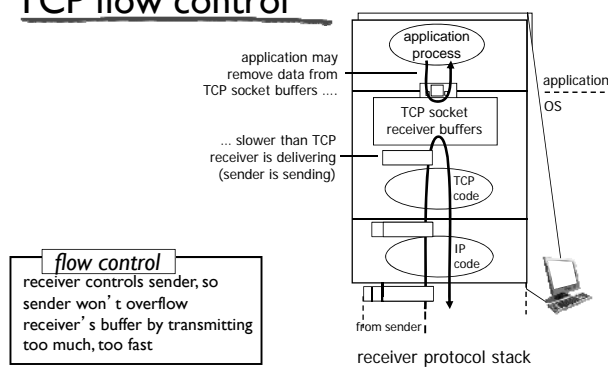 TCP flow control
application
process
application may
remove data from
TCP socket buffers ....
application
OS
TCP socket
receiver buffers
... slower than TCP
receiver is delivering
(sender is sending)
TCP
code
IP
code
flow control
receiver controls sender, so
sender won’t overflow
receiver’s buffer by transmitting
too much, too fast
from sender
receiver protocol stack